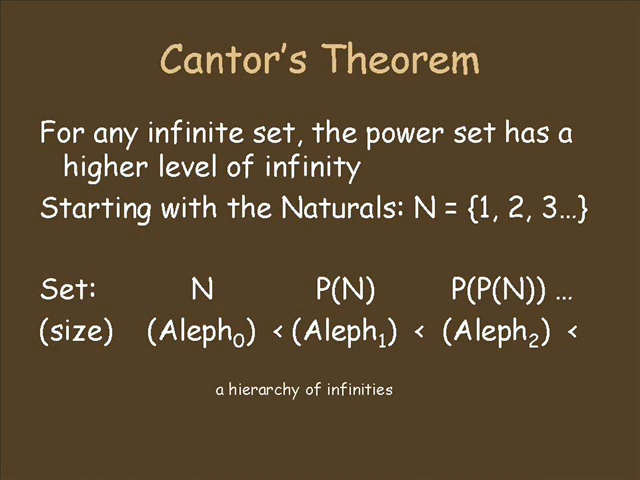 Cantor's Theorem
For any infinite set, the power set has a
higher level of infinity
Starting with the Naturals: N = {1, 2, 3…}
Set: N P(N) P(P(N)) …
(size) (Aleph₀) < (Aleph₁) < (Aleph₂) <
a hierarchy of infinities